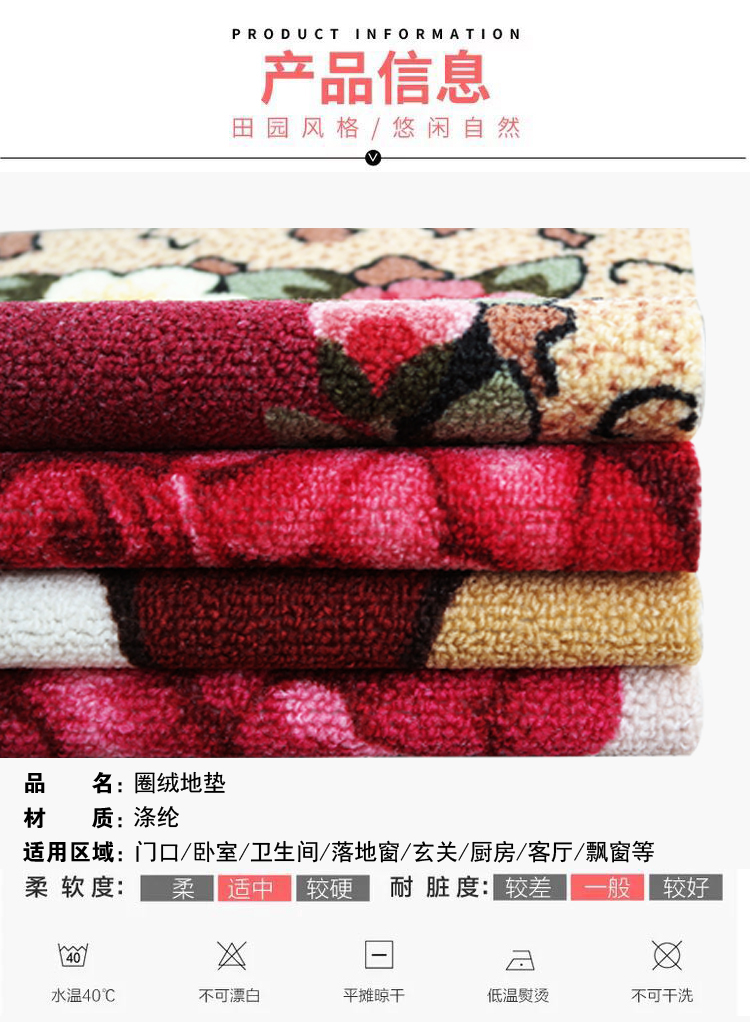 PRODUCT INFORMATION
产品信息
田园风格/悠闲自然
品 名：圈绒地垫
材 质：涤纶
适用区域：门口/卧室/卫生间/落地窗/玄关/厨房/客厅/飘窗等
柔软度： 柔 适中 较硬 耐脏度： 较差 一般 较好
40
水温40℃ 不可漂白 平摊晾干 低温熨烫 不可干洗